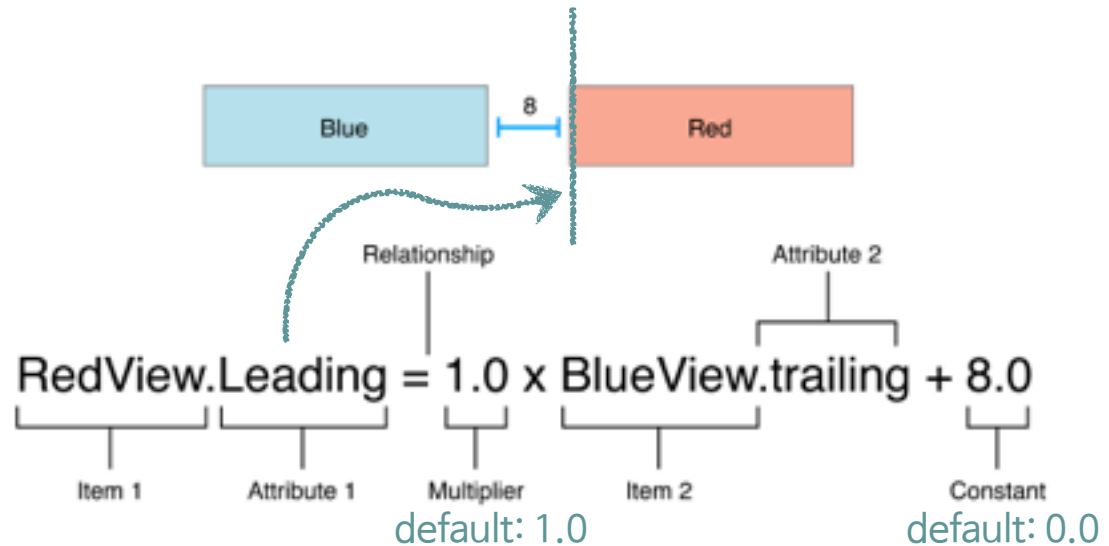 8
Blue
Red
Relationship
Attribute 2
RedView.Leading = 1.0 x BlueView.trailing + 8.0
Item 1
Attribute 1
Multiplier
Item 2
Constant
default: 1.0
default: 0.0